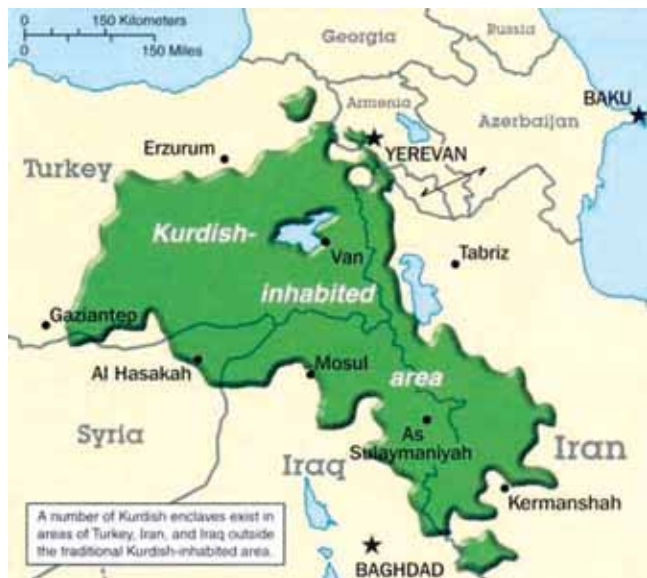 0 150 Kilometers
0 150 Miles
Georgia
Russia
Armenia
Azerbaijan
BAKU
YEREVAN
Erzurum
Turkey
Kurdish-
Van
Tabriz
inhabited
Gaziantep
Al Hasakah
Mosul
area
As
Sulaymaniyah
Syria
Iraq
Iran
Kermanshah
A number of Kurdish enclaves exist in
areas of Turkey, Iran, and Iraq outside
the traditional Kurdish-inhabited area.
BAGHDAD